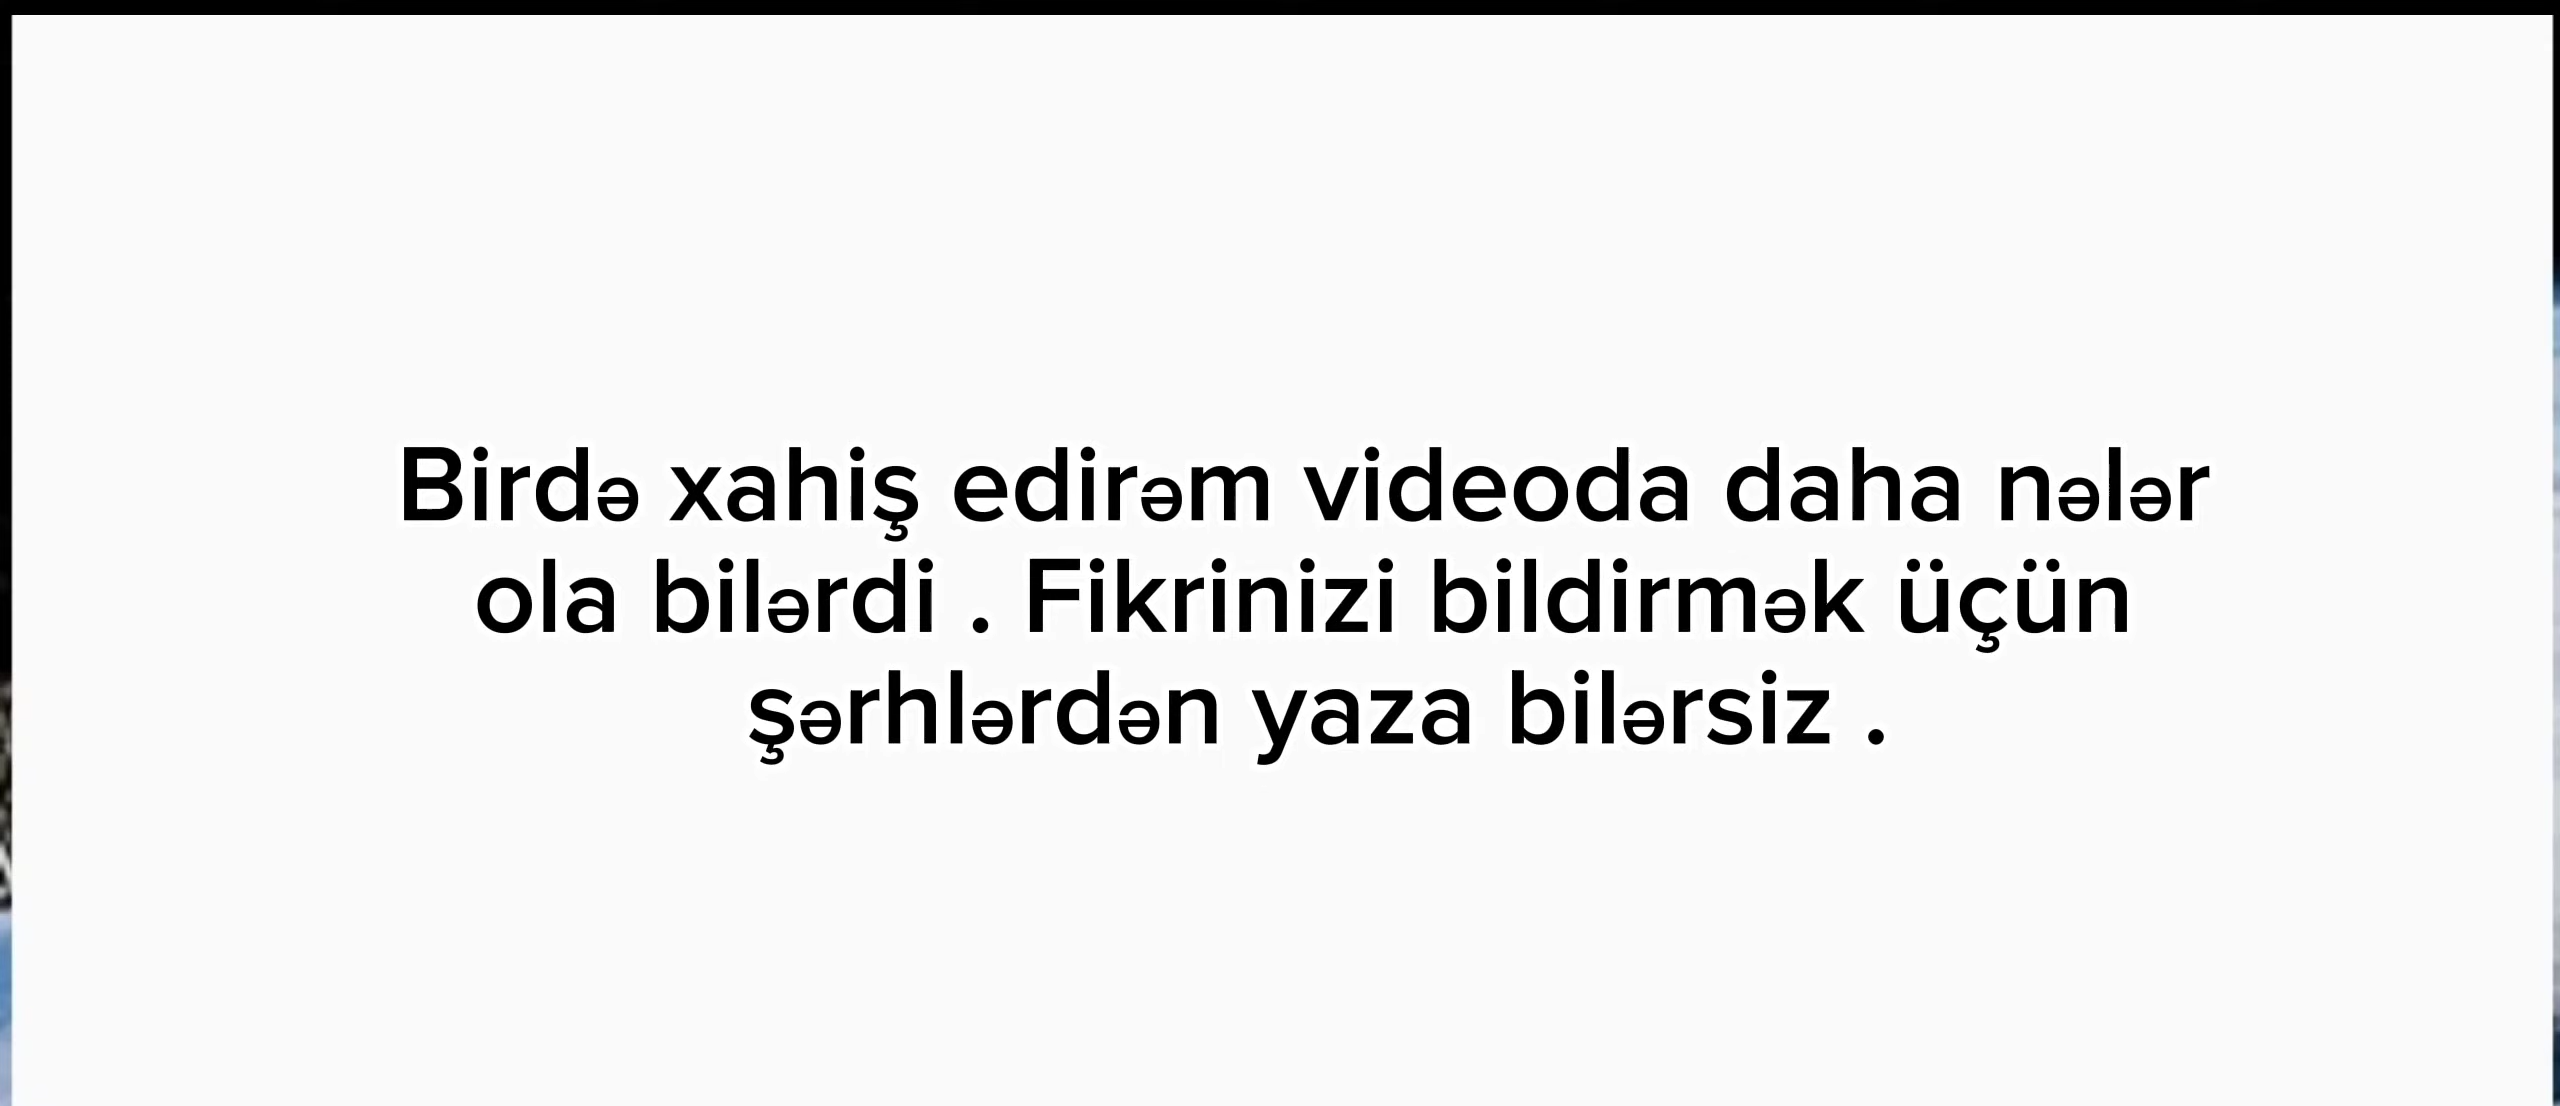 Birdə xahiş edirəm videoda daha nələr
ola bilərdi . Fikrinizi bildirmək üçün
şərhlərdən yaza bilərsiz .